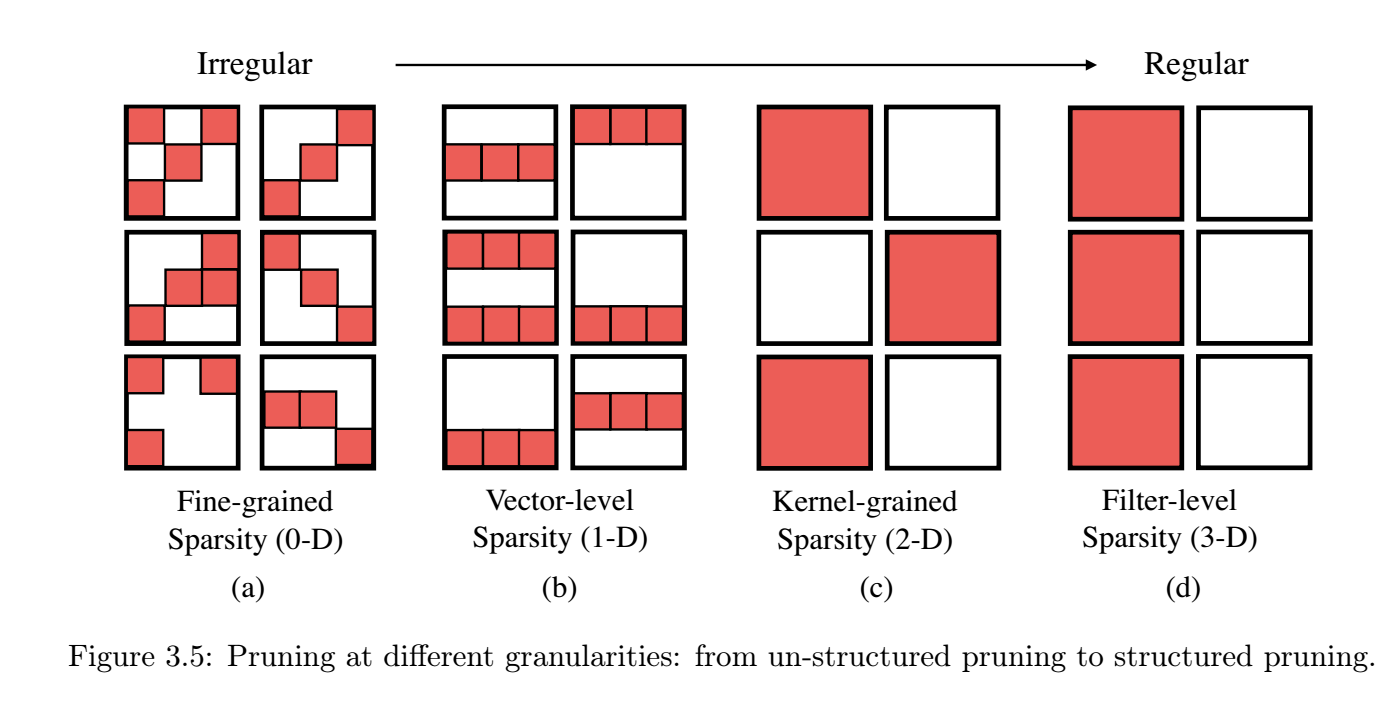 Irregular
Regular
Fine-grained
Sparsity (0-D)
(a)
Vector-level
Sparsity (1-D)
(b)
Kernel-grained
Sparsity (2-D)
(c)
Filter-level
Sparsity (3-D)
(d)
Figure 3.5: Pruning at different granularities: from un-structured pruning to structured pruning.